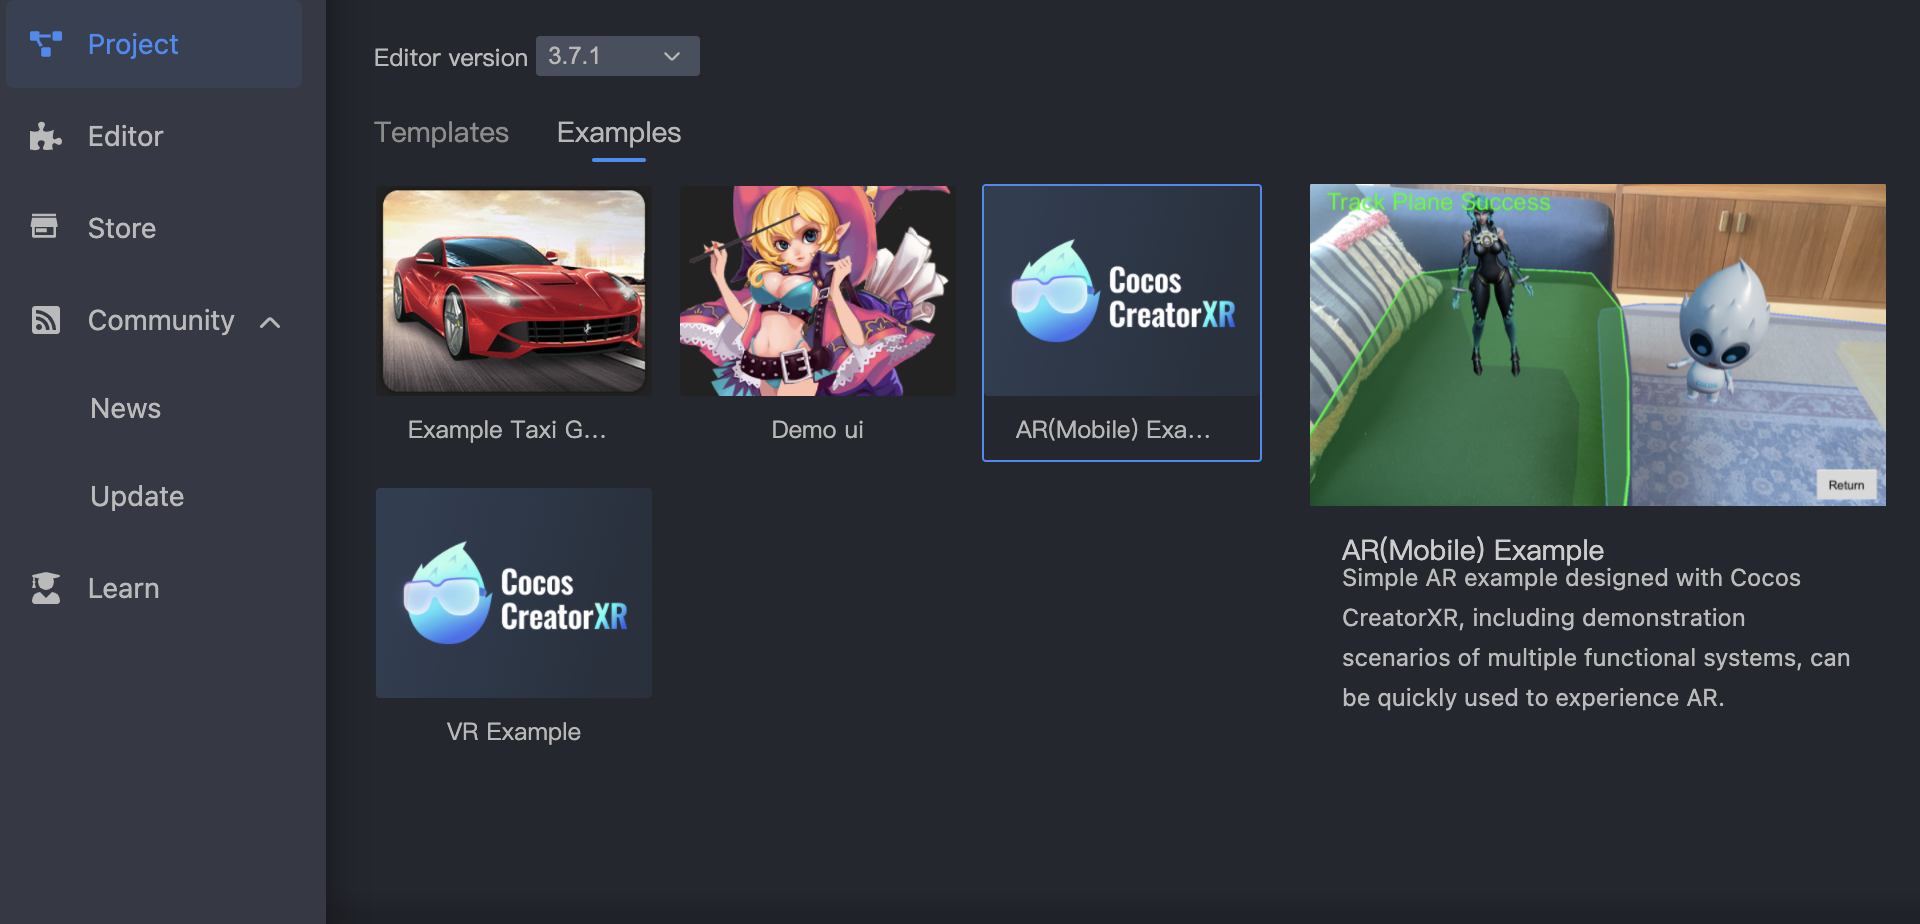 Project
Editor
Store
Community
News
Update
Learn
Editor version 3.7.1
Templates Examples
Example Taxi G...
Demo ui
Cocos
CreatorXR
AR(Mobile) Exa...
Cocos
CreatorXR
VR Example
Track Plane Success
cocos
Return
AR(Mobile) Example
Simple AR example designed with Cocos
CreatorXR, including demonstration
scenarios of multiple functional systems, can
be quickly used to experience AR.